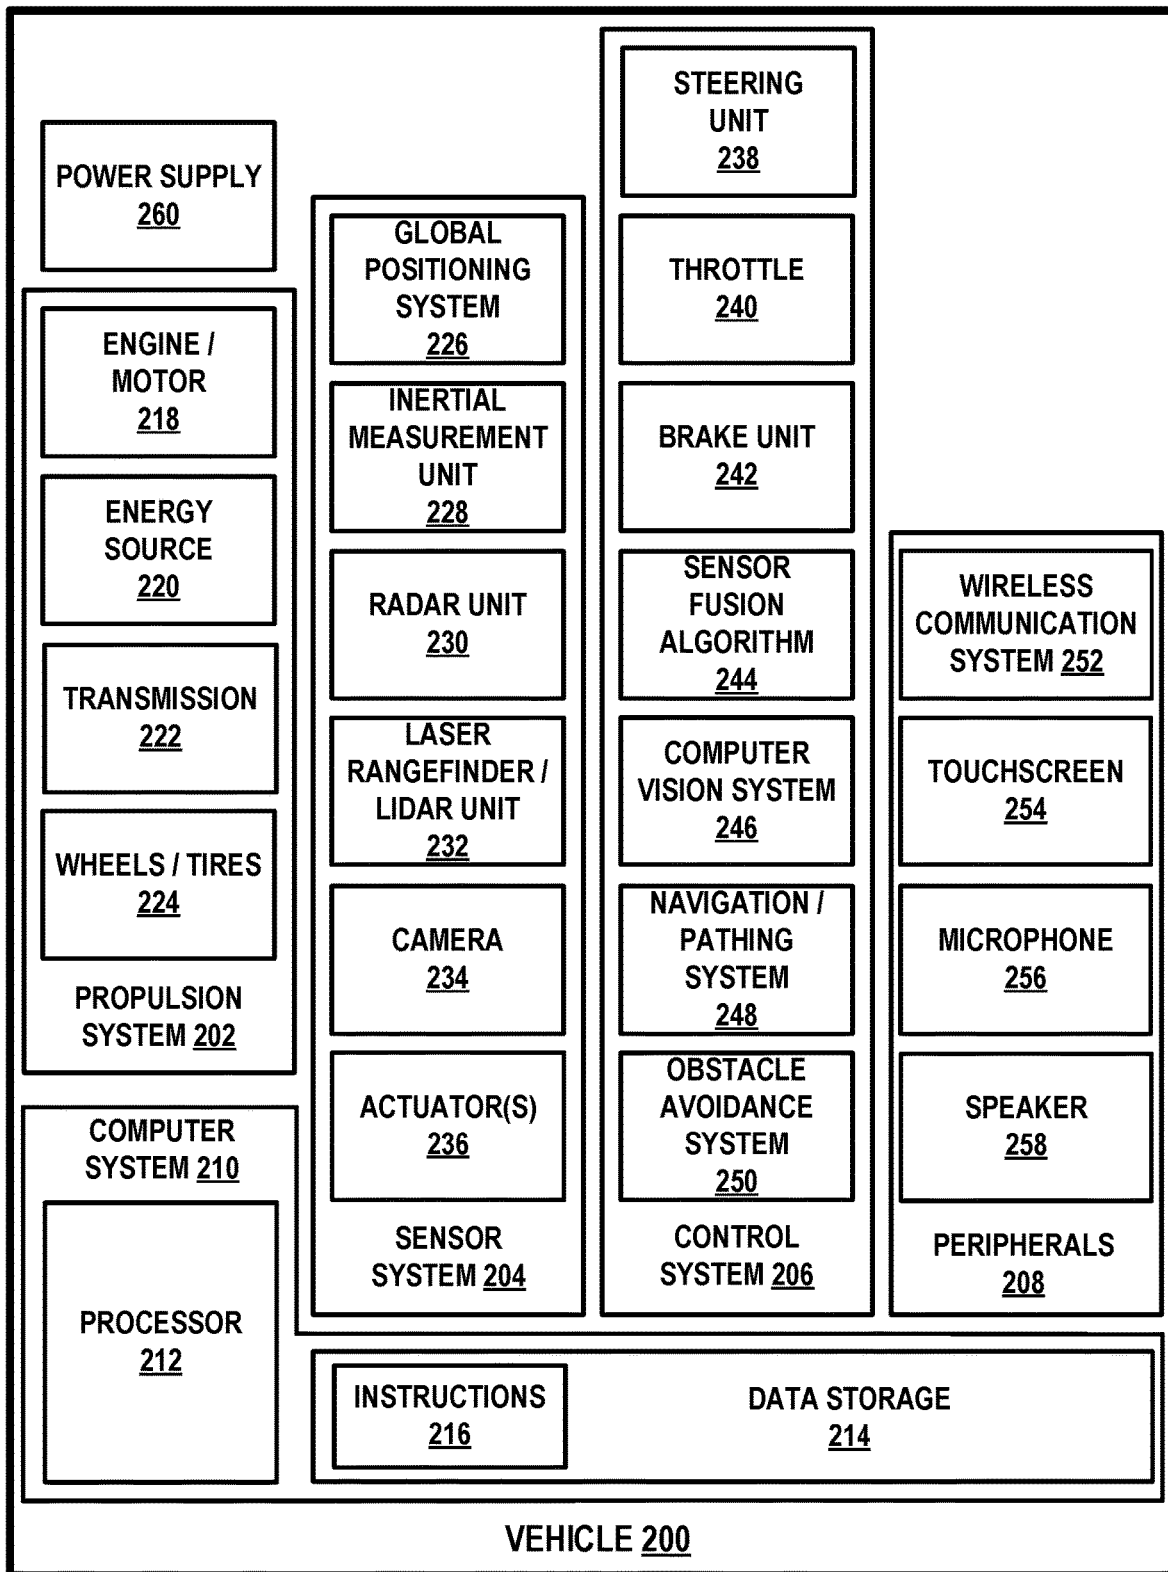 POWER SUPPLY
260
ENGINE /
MOTOR
218
ENERGY
SOURCE
220
TRANSMISSION
222
WHEELS / TIRES
224
PROPULSION
SYSTEM 202
GLOBAL
POSITIONING
SYSTEM
226
INERTIAL
MEASUREMENT
UNIT
228
RADAR UNIT
230
LASER
RANGEFINDER /
LIDAR UNIT
232
CAMERA
234
ACTUATOR(S)
236
SENSOR
SYSTEM 204
STEERING
UNIT
238
THROTTLE
240
BRAKE UNIT
242
SENSOR
FUSION
ALGORITHM
244
COMPUTER
VISION SYSTEM
246
NAVIGATION /
PATHING
SYSTEM
248
OBSTACLE
AVOIDANCE
SYSTEM
250
CONTROL
SYSTEM 206
WIRELESS
COMMUNICATION
SYSTEM 252
TOUCHSCREEN
254
MICROPHONE
256
SPEAKER
258
PERIPHERALS
208
COMPUTER
SYSTEM 210
PROCESSOR
212
INSTRUCTIONS
216
DATA STORAGE
214
VEHICLE 200